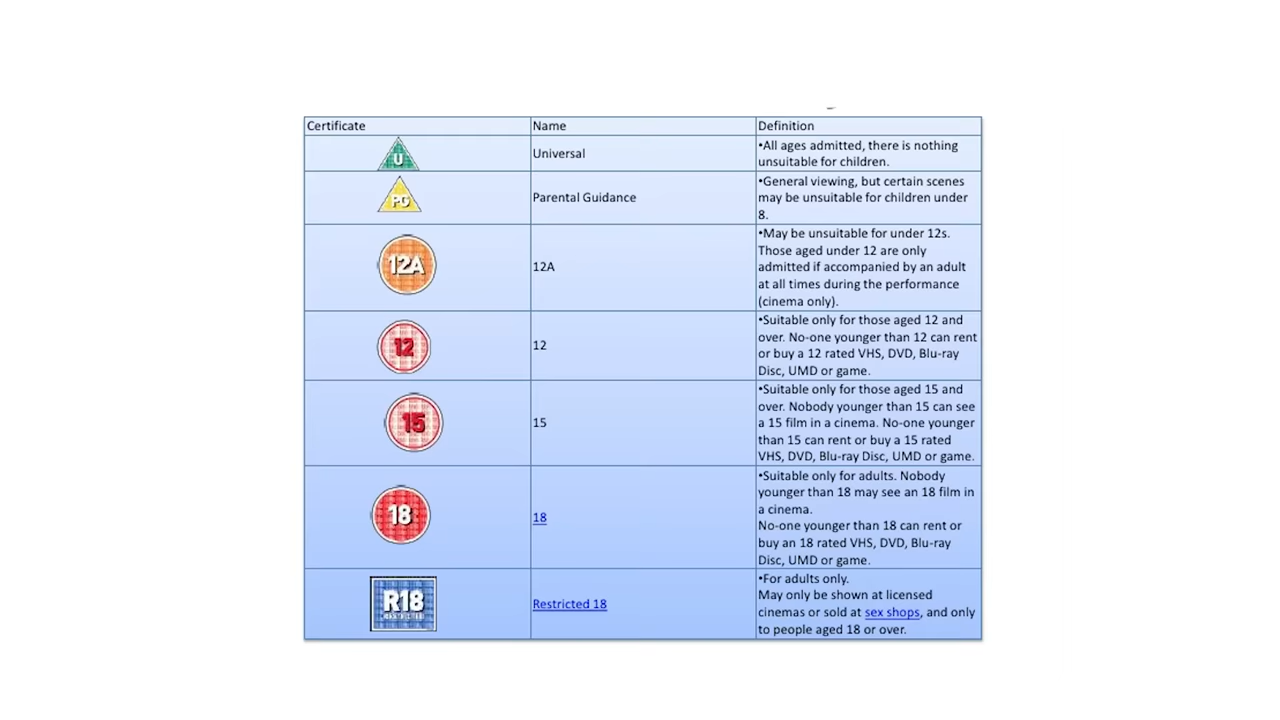 Certificate Name Definition
U Universal •All ages admitted, there is nothing
unsuitable for children.
PG Parental Guidance •General viewing, but certain scenes
may be unsuitable for children under
8.
12A 12A •May be unsuitable for under 12s.
Those aged under 12 are only
admitted if accompanied by an adult
at all times during the performance
(cinema only).
12 12 •Suitable only for those aged 12 and
over. No-one younger than 12 can rent
or buy a 12 rated VHS, DVD, Blu-ray
Disc, UMD or game.
15 15 •Suitable only for those aged 15 and
over. Nobody younger than 15 can see
a 15 film in a cinema. No-one younger
than 15 can rent or buy a 15 rated
VHS, DVD, Blu-ray Disc, UMD or game.
18 18 •Suitable only for adults. Nobody
younger than 18 may see an 18 film in
a cinema.
No-one younger than 18 can rent or
buy an 18 rated VHS, DVD, Blu-ray
Disc, UMD or game.
R18 Restricted 18 •For adults only.
May only be shown at licensed
cinemas or sold at sex shops, and only
to people aged 18 or over.